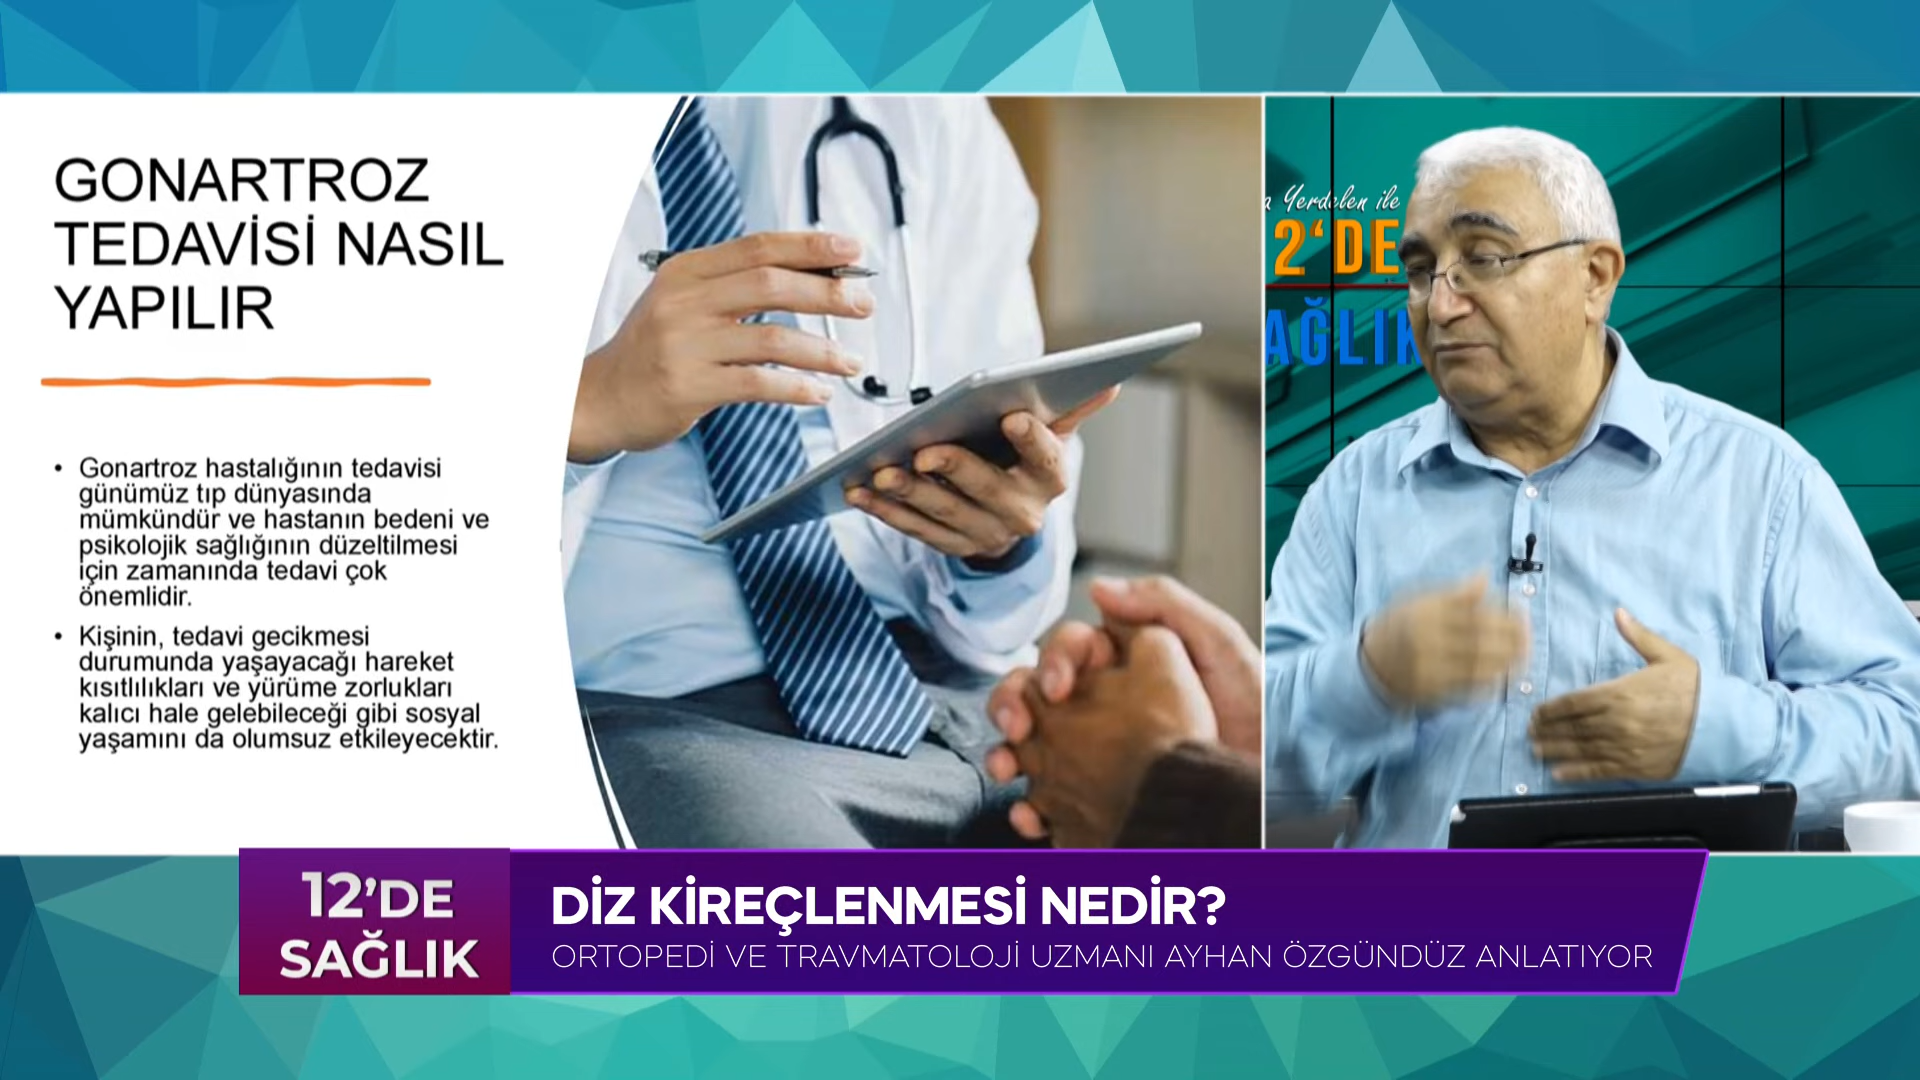 GONARTROZ
TEDAVİSİ NASIL
YAPILIR
• Gonartroz hastalığının tedavisi
günümüz tıp dünyasında
mümkündür ve hastanın bedeni ve
psikolojik sağlığının düzeltilmesi
için zamanında tedavi çok
önemlidir.
• Kişinin, tedavi gecikmesi
durumunda yaşayacağı hareket
kısıtlılıkları ve yürüme zorlukları
kalıcı hale gelebileceği gibi sosyal
yaşamını da olumsuz etkileyecektir.
a Yerdelen ile
2'DE
AĞLIK
12'DE
SAĞLIK
DİZ KİREÇLENMESİ NEDİR?
ORTOPEDİ VE TRAVMATOLOJİ UZMANI AYHAN ÖZGÜNDÜZ ANLATIYOR